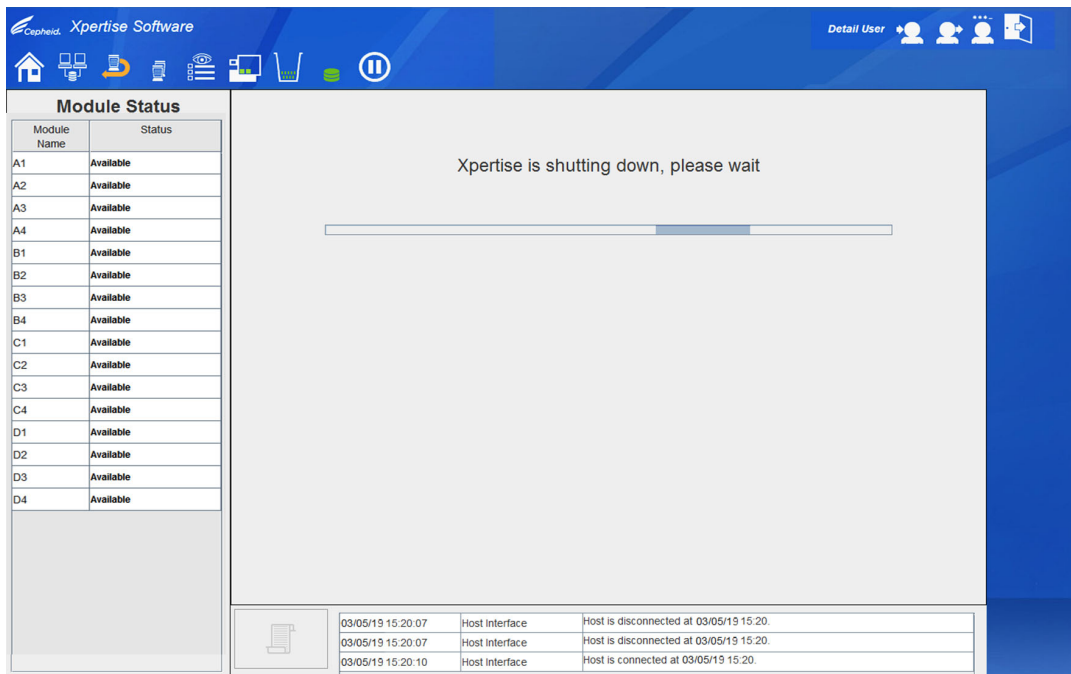 Cepheid. Xpertise Software
Detail User
Module Status
Module Name Status
A1 Available
A2 Available
A3 Available
A4 Available
B1 Available
B2 Available
B3 Available
B4 Available
C1 Available
C2 Available
C3 Available
C4 Available
D1 Available
D2 Available
D3 Available
D4 Available
Xpertise is shutting down, please wait
03/05/19 15:20:07 Host Interface Host is disconnected at 03/05/19 15:20.
03/05/19 15:20:07 Host Interface Host is disconnected at 03/05/19 15:20.
03/05/19 15:20:10 Host Interface Host is connected at 03/05/19 15:20.